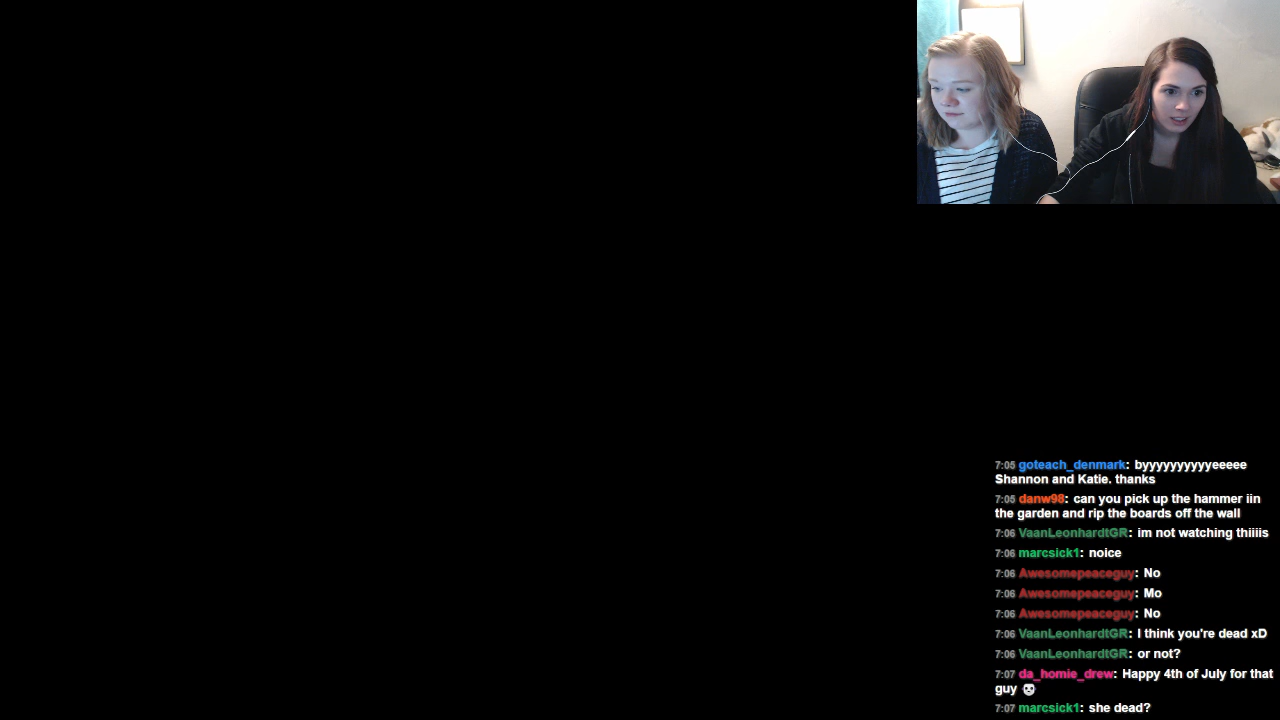 7:05 goteach_denmark: byyyyyyyyyyeeeee
Shannon and Katie. thanks
7:05 danw98: can you pick up the hammer iin
the garden and rip the boards off the wall
7:06 VaanLeonhardtGR: im not watching thiiiis
7:06 marcsick1: noice
7:06 Awesomepeaceguy: No
7:06 Awesomepeaceguy: Mo
7:06 Awesomepeaceguy: No
7:06 VaanLeonhardtGR: I think you're dead xD
7:06 VaanLeonhardtGR: or not?
7:07 da_homie_drew: Happy 4th of July for that
guy 💀
7:07 marcsick1: she dead?